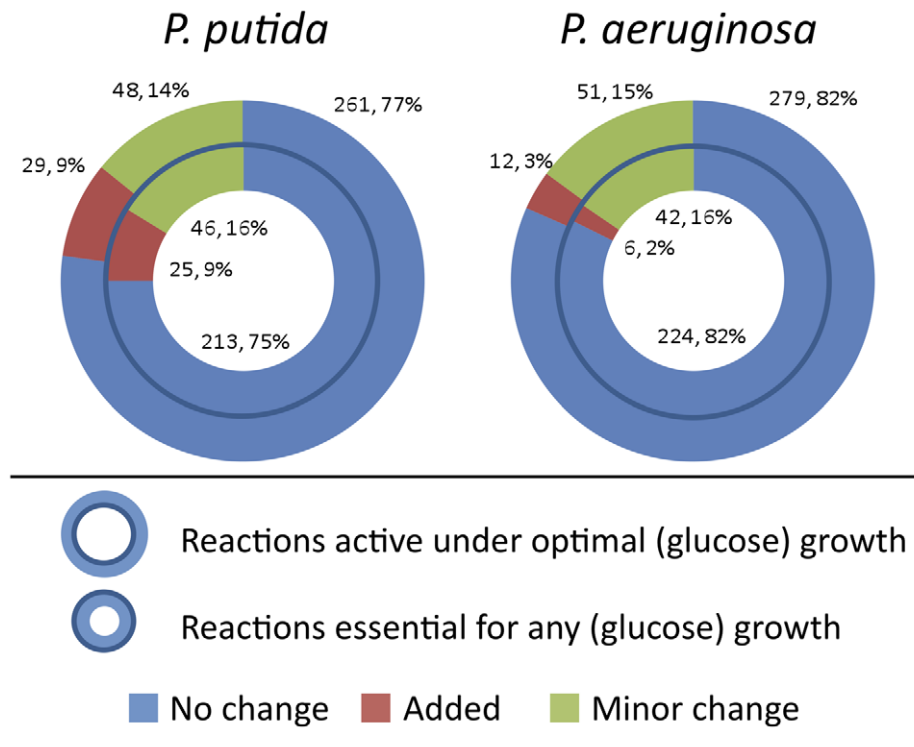 P. putida
P. aeruginosa
48, 14%
261, 77%
29, 9%
46, 16%
25, 9%
213, 75%
51, 15%
279, 82%
12, 3%
42, 16%
6, 2%
224, 82%
Reactions active under optimal (glucose) growth
Reactions essential for any (glucose) growth
No change Added Minor change